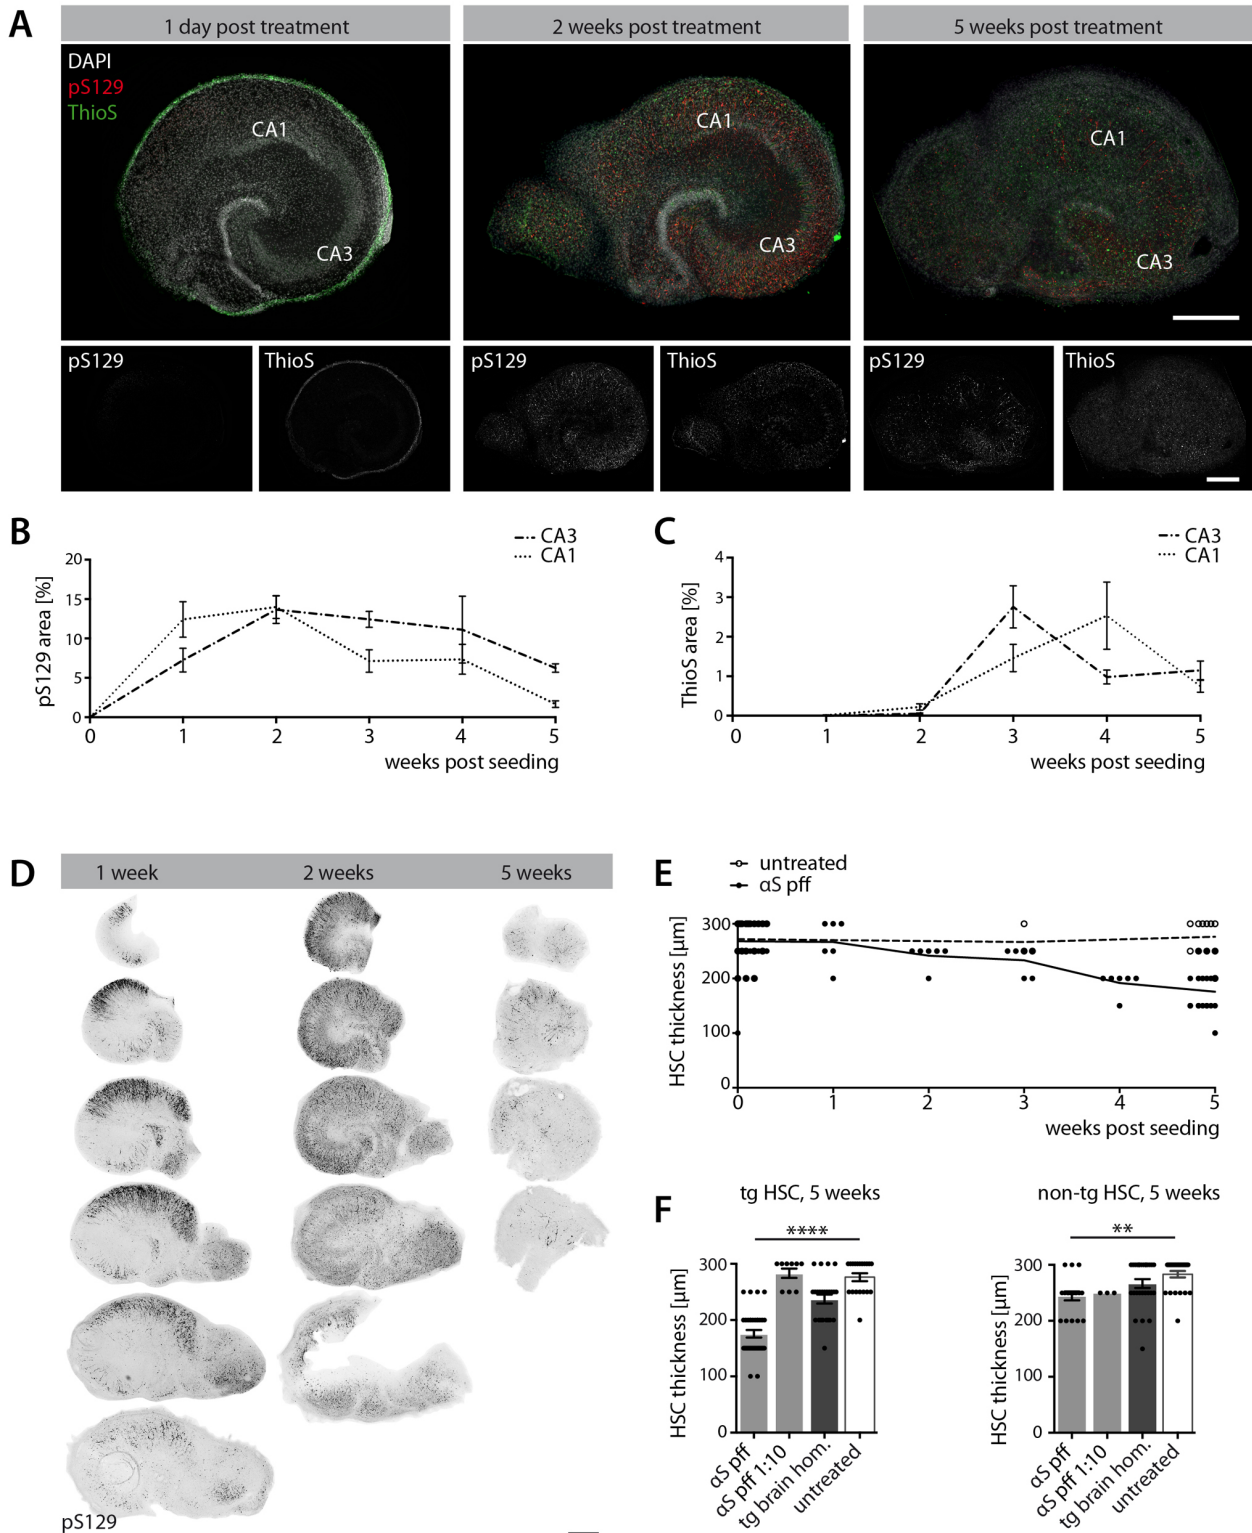 A
1 day post treatment
2 weeks post treatment
5 weeks post treatment
DAPI
pS129
ThioS
CA1
CA3
CA1
CA3
CA1
CA3
pS129
ThioS
pS129
ThioS
pS129
ThioS
B
CA3
CA1
20
15
10
5
0
pS129 area [%]
0 1 2 3 4 5
weeks post seeding
C
CA3
CA1
4
3
2
1
0
ThioS area [%]
0 1 2 3 4 5
weeks post seeding
D
1 week
2 weeks
5 weeks
pS129
E
untreated
αS pff
300
200
100
0
HSC thickness [µm]
0 1 2 3 4 5
weeks post seeding
F
tg HSC, 5 weeks
****
300
200
100
0
HSC thickness [µm]
αS pff
αS pff 1:10
tg brain hom.
untreated
non-tg HSC, 5 weeks
**
300
200
100
0
HSC thickness [µm]
αS pff
αS pff 1:10
tg brain hom.
untreated